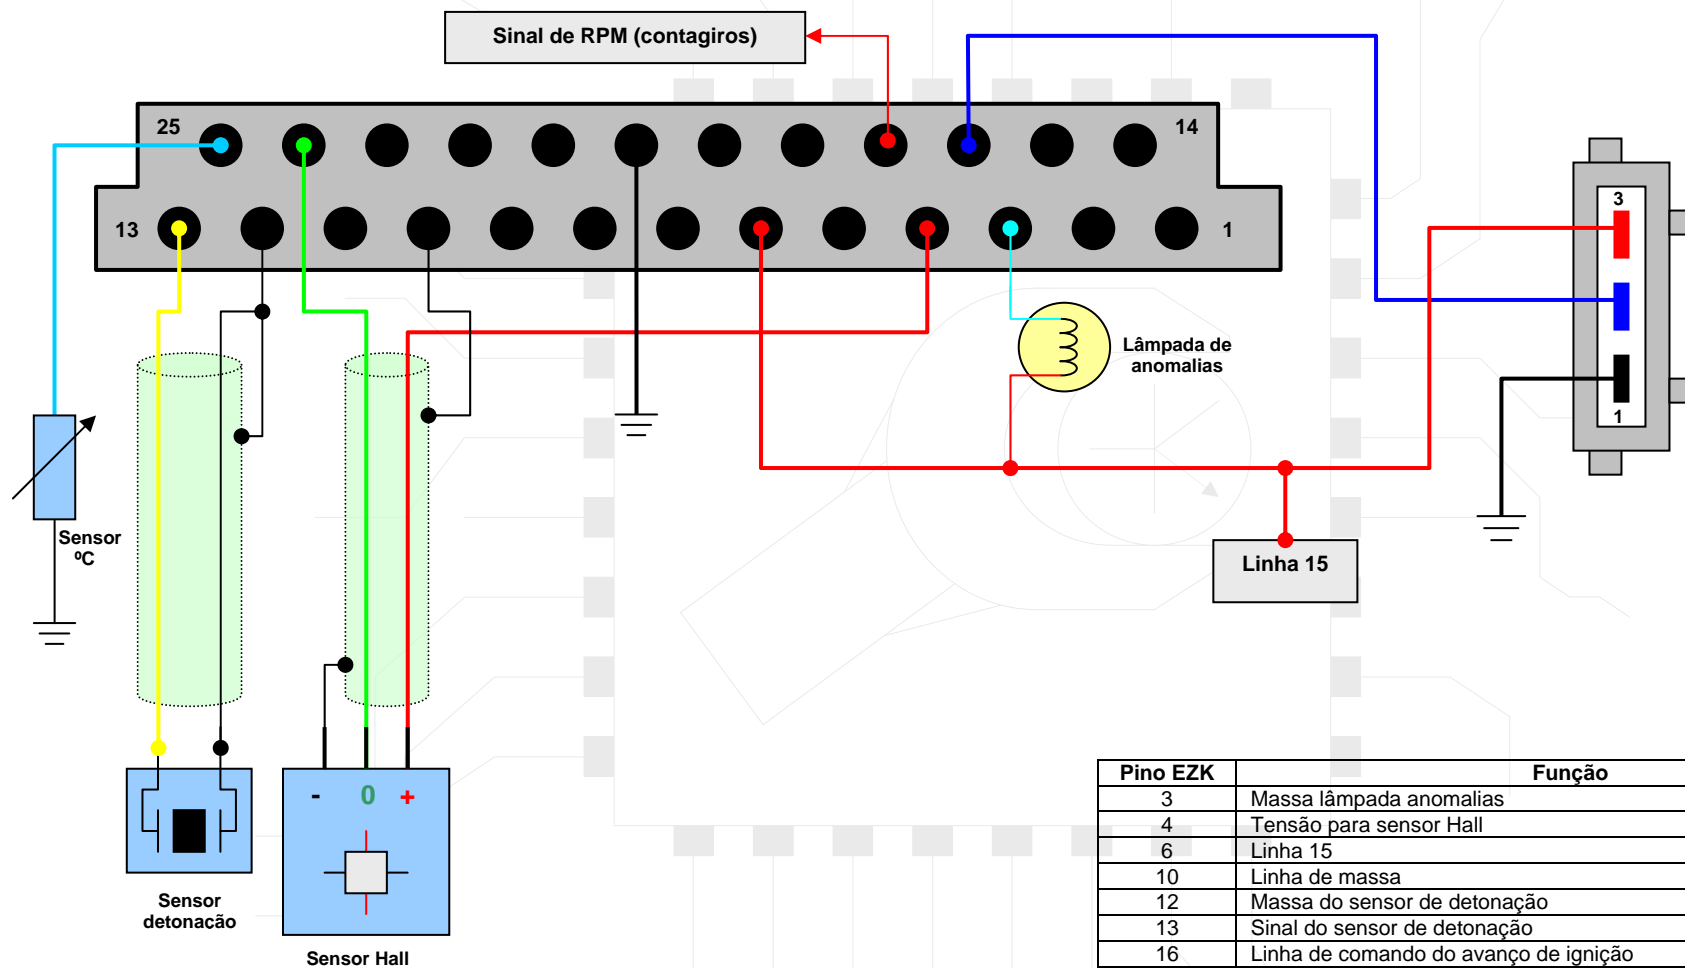 Sinal de RPM (contagiros)
25
14
13
1
3
1
Lâmpada de
anomalias
Sensor
ºC
Linha 15
- 0 +
Sensor
detonação
Sensor Hall
Pino EZK Função
3 Massa lâmpada anomalias
4 Tensão para sensor Hall
6 Linha 15
10 Linha de massa
12 Massa do sensor de detonação
13 Sinal do sensor de detonação
16 Linha de comando do avanço de ignição